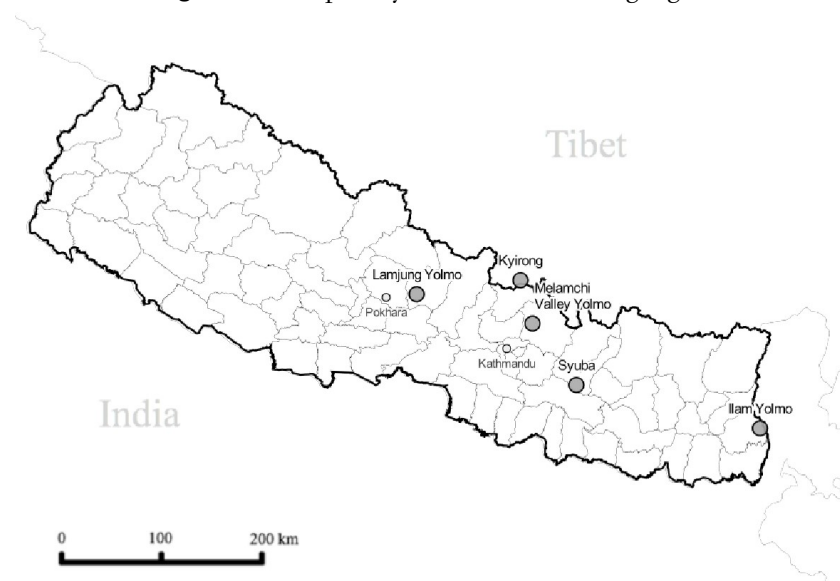 Tibet
Kyirong
Lamjung Yolmo
Melamchi
Valley Yolmo
Pokhara
Kathmandu
Syuba
Ilam Yolmo
India
0 100 200 km